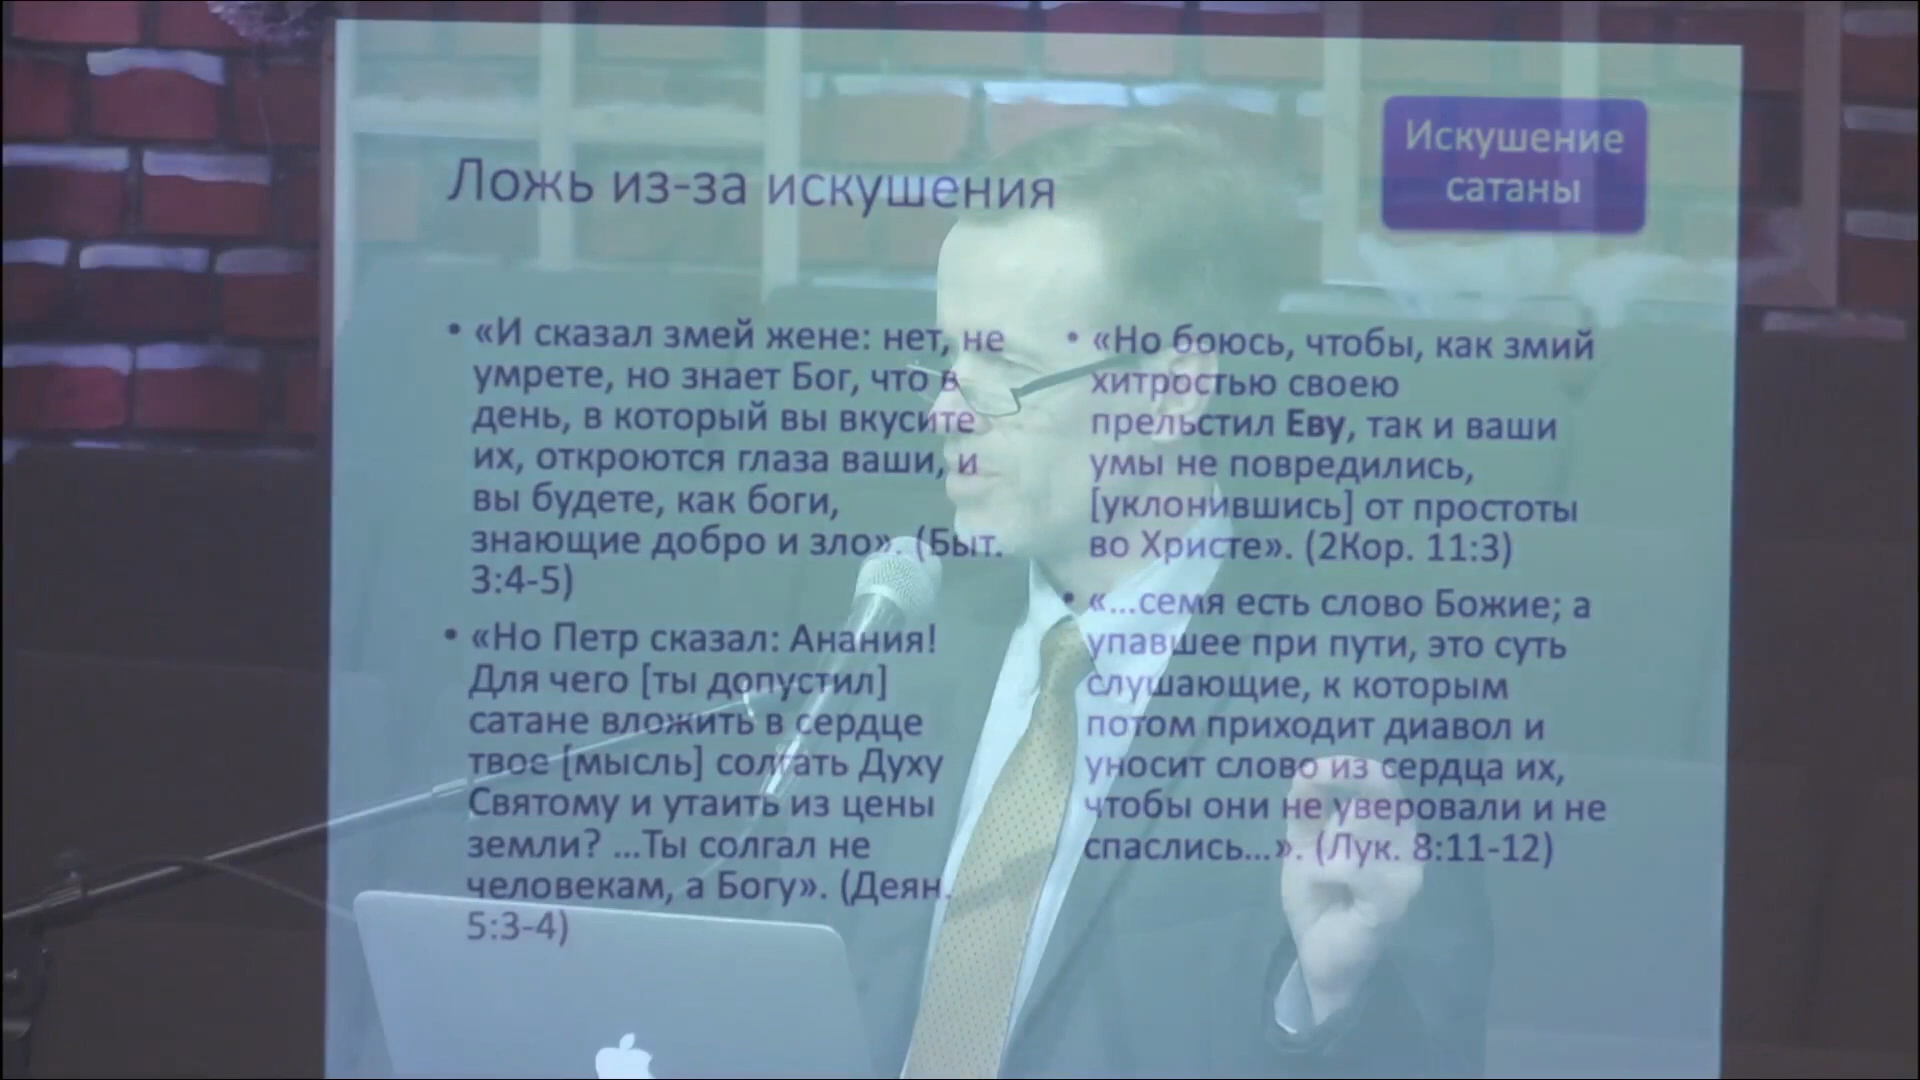 Искушение
сатаны
Ложь из-за искушения
• «И сказал змей жене: нет, не
умрете, но знает Бог, что в
день, в который вы вкусите
их, откроются глаза ваши, и
вы будете, как боги,
знающие добро и зло». (Быт.
3:4-5)
• «Но Петр сказал: Анания!
Для чего [ты допустил]
сатане вложить в сердце
твое [мысль] солгать Духу
Святому и утаить из цены
земли? ...Ты солгал не
человекам, а Богу». (Деян.
5:3-4)
• «Но боюсь, чтобы, как змий
хитростью своею
прельстил Еву, так и ваши
умы не повредились,
[уклонившись] от простоты
во Христе». (2Кор. 11:3)
• «...семя есть слово Божие; а
упавшее при пути, это суть
слушающие, к которым
потом приходит диавол и
уносит слово из сердца их,
чтобы они не уверовали и не
спаслись...». (Лук. 8:11-12)